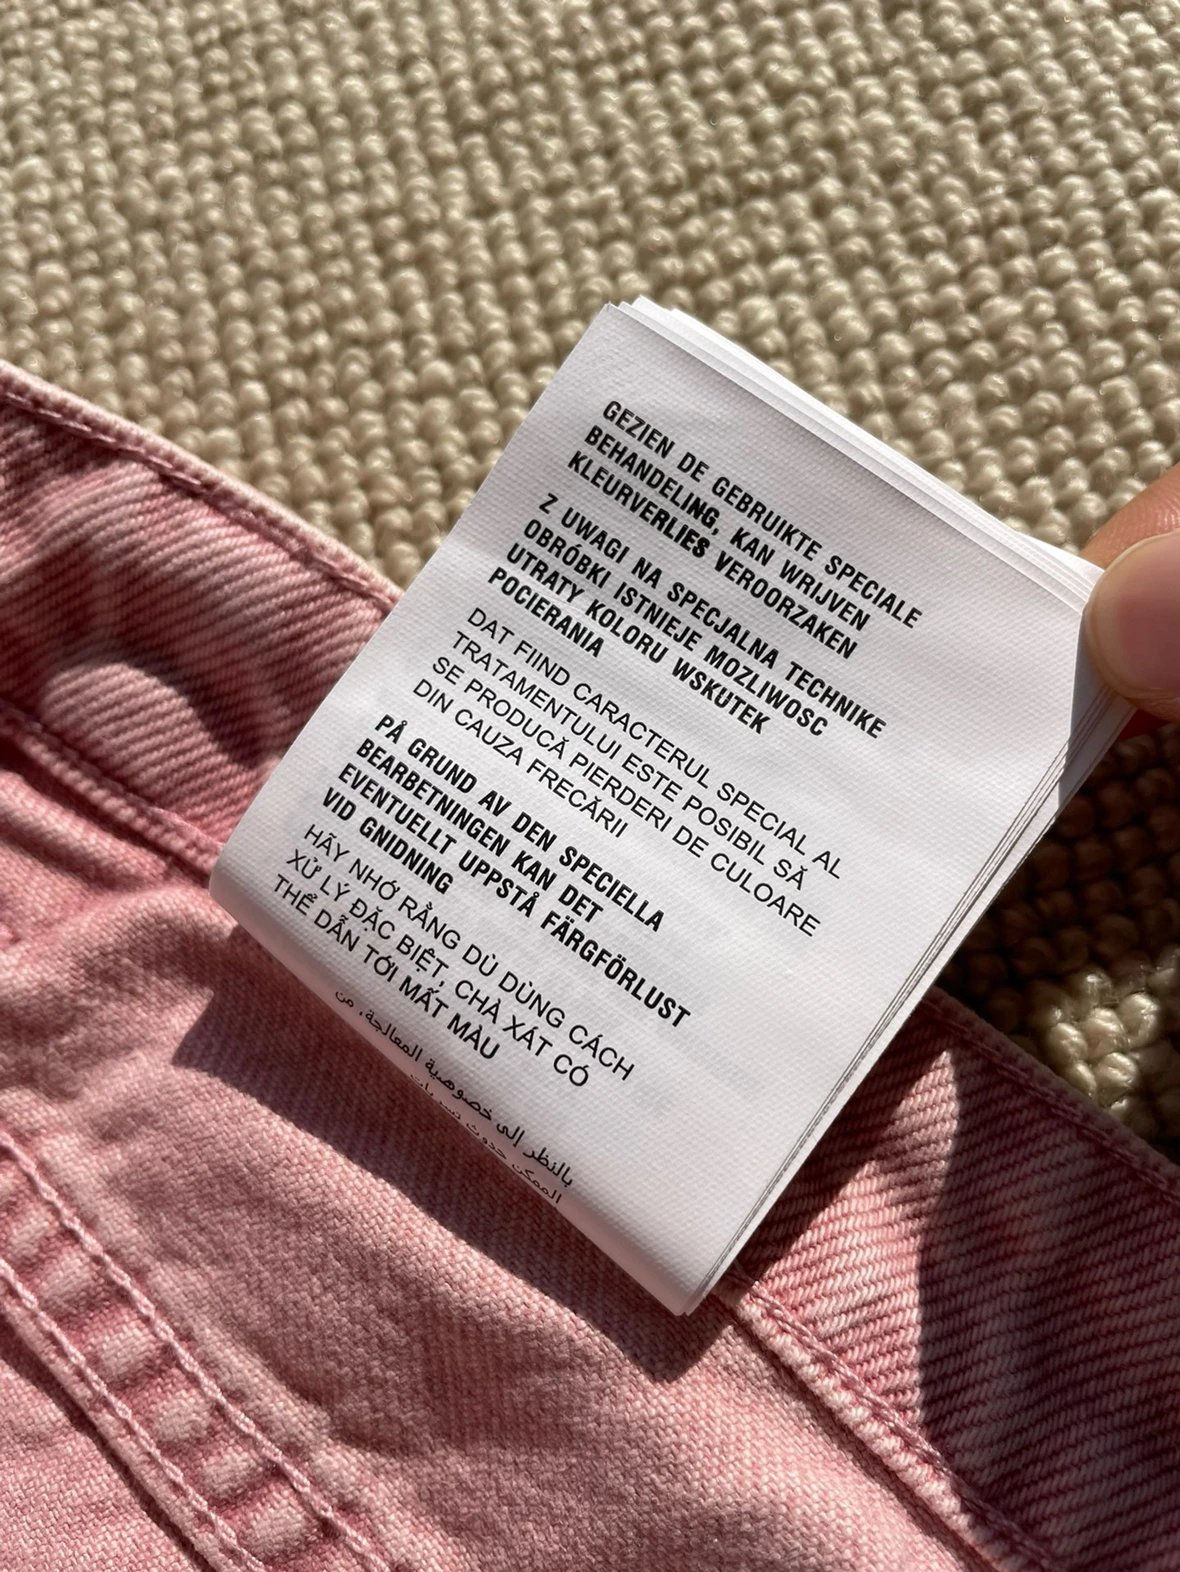 GEZIEN DE GEBRUIKTE SPECIALE
BEHANDELING, KAN WRIJVEN
KLEURVERLIES VEROORZAKEN
Z UWAGI NA SPECJALNA TECHNIKE
OBRÓBKI ISTNIEJE MOZLIWOSC
UTRATY KOLORU WSKUTEK
POCIERANIA
DAT FIIND CARACTERUL SPECIAL AL
TRATAMENTULUI ESTE POSIBIL SĂ
SE PRODUCĂ PIERDERI DE CULOARE
DIN CAUZA FRECĂRII
PÅ GRUND AV DEN SPECIELLA
BEARBETNINGEN KAN DET
EVENTUELLT UPPSTÅ FÄRGFÖRLUST
VID GNIDNING
HÃY NHỚ RẰNG DÙ DÙNG CÁCH
XỬ LÝ ĐẶC BIỆT, CHÀ XÁT CÓ
THỂ DẪN TỚI MẤT MÀU
بالنظر إلى خصوصية المعالجة، من
الممكن حدوث